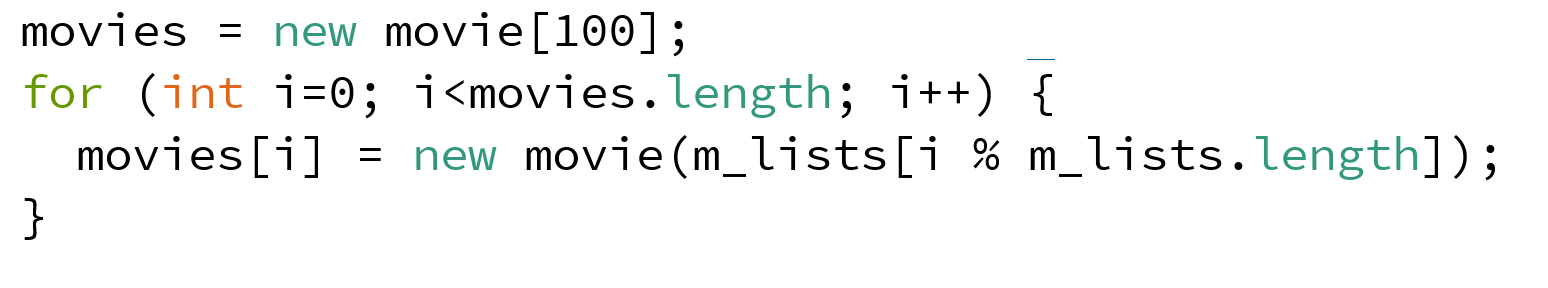 movies = new movie[100];
for (int i=0; i<movies.length; i++) {
  movies[i] = new movie(m_lists[i % m_lists.length]);
}